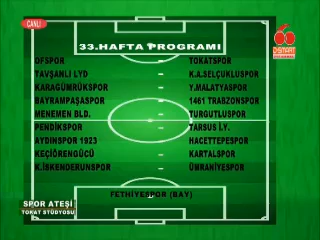 CANLI
33.HAFTA PROGRAMI
OFSPOR - TOKATSPOR
TAVŞANLI LYD - K.A.SELÇUKLUSPOR
KARAGÜMRÜKSPOR - Y.MALATYASPOR
BAYRAMPAŞASPOR - 1461 TRABZONSPOR
MENEMEN BLD. - TURGUTLUSPOR
PENDİKSPOR - TARSUS İ.Y.
AYDINSPOR 1923 - HACETTEPESPOR
KEÇİÖRENGÜCÜ - KARTALSPOR
K.İSKENDERUNSPOR - ÜMRANİYESPOR
FETHİYESPOR (BAY)
SPOR ATEŞİ
TOKAT STÜDYOSU